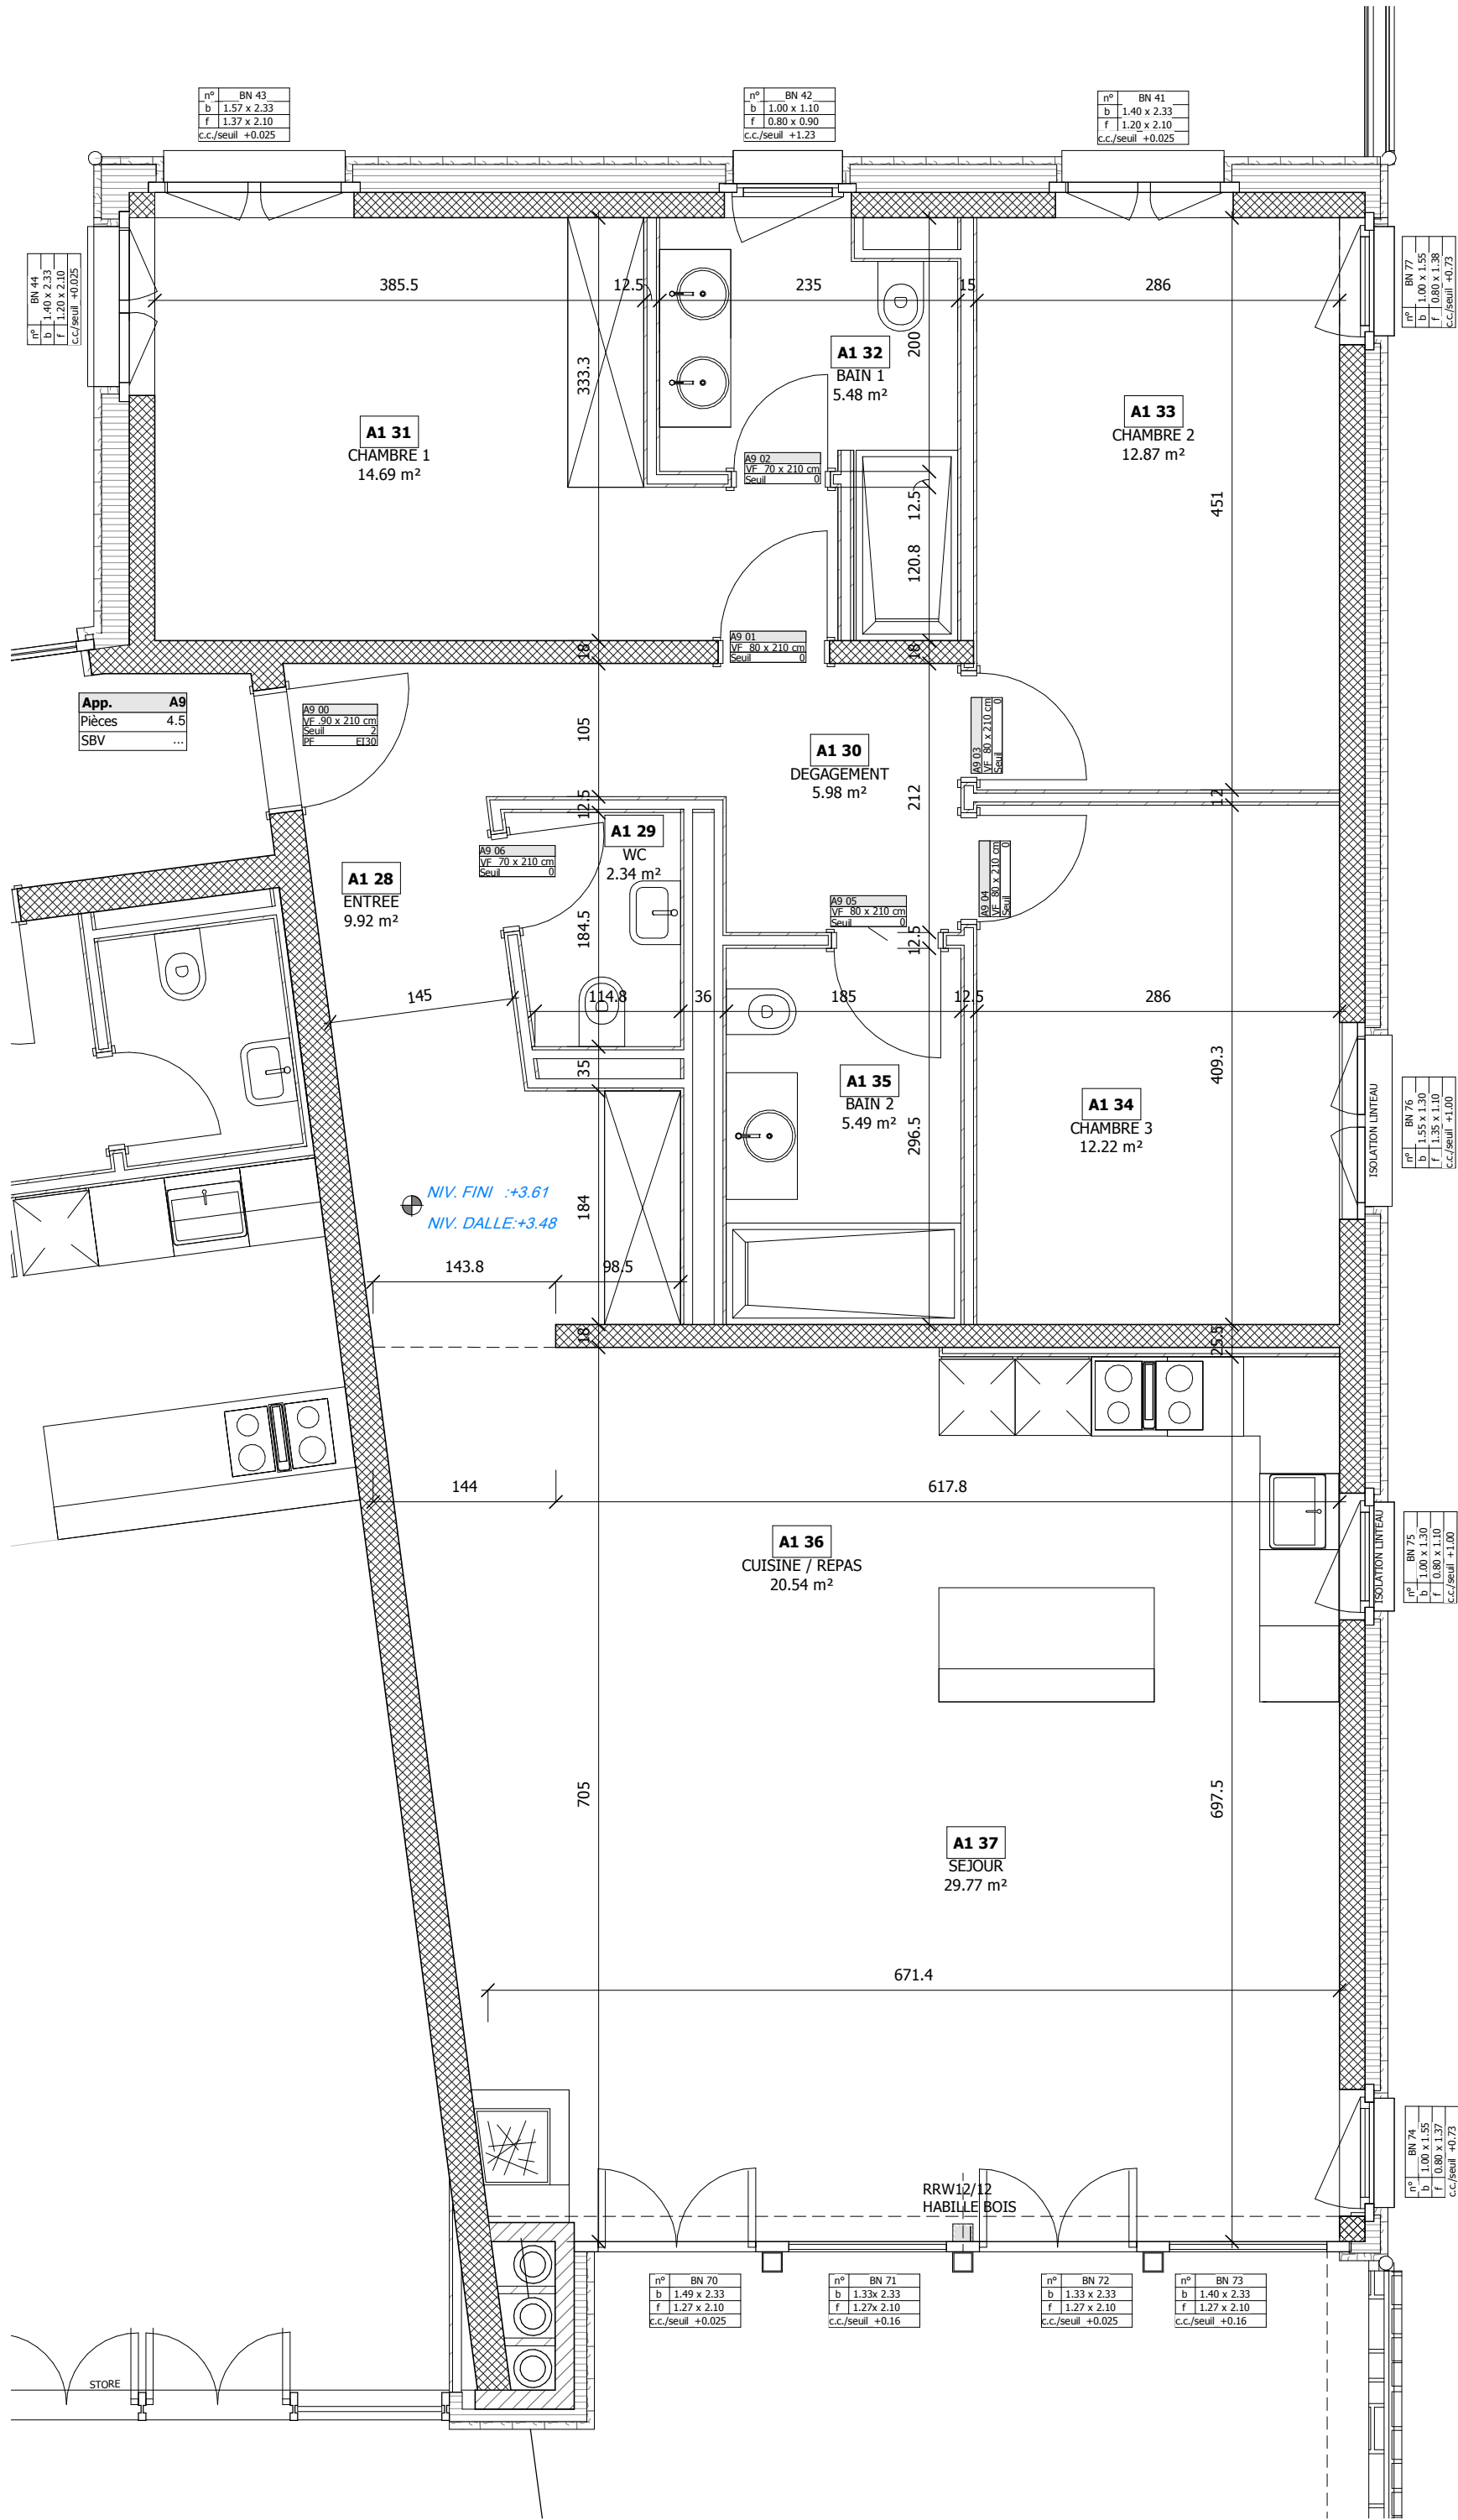 n° BN 43
b 1.57 x 2.33
f 1.37 x 2.10
c.c./seuil +0.025
n° BN 42
b 1.00 x 1.10
f 0.80 x 0.90
c.c./seuil +1.23
n° BN 41
b 1.40 x 2.33
f 1.20 x 2.10
c.c./seuil +0.025
n° BN 44
b 1.40 x 2.33
f 1.20 x 2.10
c.c./seuil +0.025
n° BN 77
b 1.00 x 1.55
f 0.80 x 1.38
c.c./seuil +0.73
385.5
12.5
235
15
286
333.3
200
A1 32
BAIN 1
5.48 m²
A1 31
CHAMBRE 1
14.69 m²
A1 33
CHAMBRE 2
12.87 m²
A9 02
VF 70 x 210 cm
Seuil 0
12.5
451
120.8
A9 01
VF 80 x 210 cm
Seuil 0
18
18
App. A9
Pièces 4.5
SBV ...
A9 00
VF .90 x 210 cm
Seuil 2
PF EI30
105
A1 30
DEGAGEMENT
5.98 m²
A9 03
VF 80 x 210 cm
Seuil 0
212
12
12.5
A1 29
WC
2.34 m²
A9 06
VF 70 x 210 cm
Seuil 0
A1 28
ENTREE
9.92 m²
A9 04
VF 80 x 210 cm
Seuil 0
A9 05
VF 80 x 210 cm
Seuil 0
184.5
12.5
145
114.8
36
185
12.5
286
35
409.3
A1 35
BAIN 2
5.49 m²
A1 34
CHAMBRE 3
12.22 m²
296.5
ISOLATION LINTEAU
n° BN 76
b 1.55 x 1.30
f 1.35 x 1.10
c.c./seuil +1.00
NIV. FINI :+3.61
NIV. DALLE:+3.48
184
143.8
98.5
18
25.5
144
617.8
A1 36
CUISINE / REPAS
20.54 m²
ISOLATION LINTEAU
n° BN 75
b 1.00 x 1.30
f 0.80 x 1.10
c.c./seuil +1.00
705
697.5
A1 37
SEJOUR
29.77 m²
671.4
n° BN 74
b 1.00 x 1.55
f 0.80 x 1.37
c.c./seuil +0.73
RRW12/12
HABILLE BOIS
n° BN 70
b 1.49 x 2.33
f 1.27 x 2.10
c.c./seuil +0.025
n° BN 71
b 1.33x 2.33
f 1.27x 2.10
c.c./seuil +0.16
n° BN 72
b 1.33 x 2.33
f 1.27 x 2.10
c.c./seuil +0.025
n° BN 73
b 1.40 x 2.33
f 1.27 x 2.10
c.c./seuil +0.16
STORE